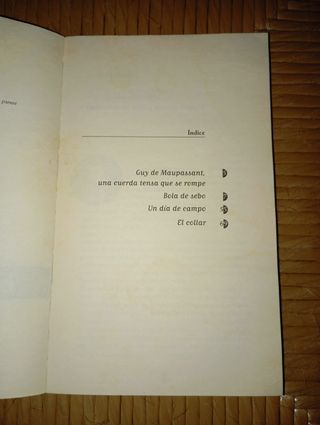 parece
Índice
Guy de Maupassant,
una cuerda tensa que se rompe
Bola de sebo
Un día de campo
El collar